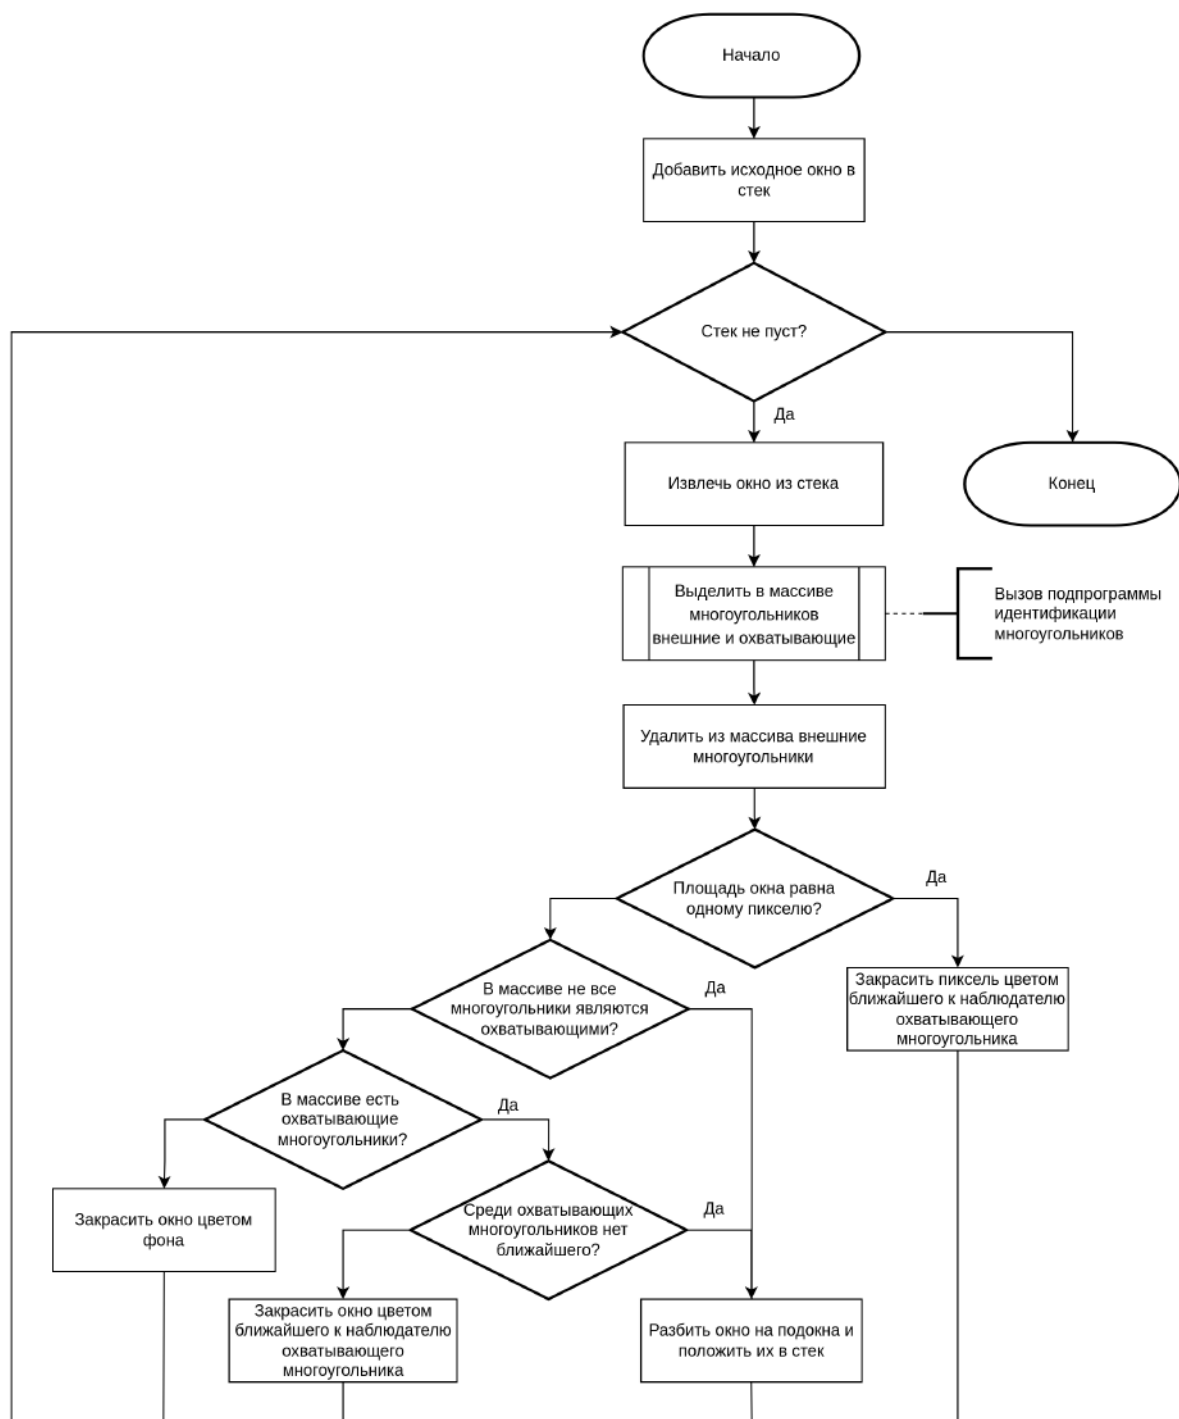 Начало
Добавить исходное окно в
стек
Стек не пуст?
Да
Извлечь окно из стека
Конец
Выделить в массиве
многоугольников
внешние и охватывающие
Вызов подпрограммы
идентификации
многоугольников
Удалить из массива внешние
многоугольники
Площадь окна равна
одному пикселю?
Да
В массиве не все
многоугольники являются
охватывающими?
Да
Закрасить пиксель цветом
ближайшего к наблюдателю
охватывающего
многоугольника
В массиве есть
охватывающие
многоугольники?
Да
Среди охватывающих
многоугольников нет
ближайшего?
Да
Закрасить окно цветом
фона
Закрасить окно цветом
ближайшего к наблюдателю
охватывающего
многоугольника
Разбить окно на подокна и
положить их в стек